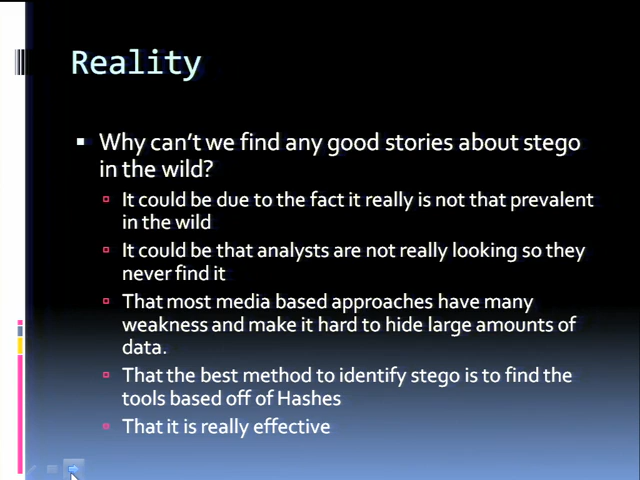 Reality
Why can't we find any good stories about stego
in the wild?
It could be due to the fact it really is not that prevalent
in the wild
It could be that analysts are not really looking so they
never find it
That most media based approaches have many
weakness and make it hard to hide large amounts of
data.
That the best method to identify stego is to find the
tools based off of Hashes
That it is really effective